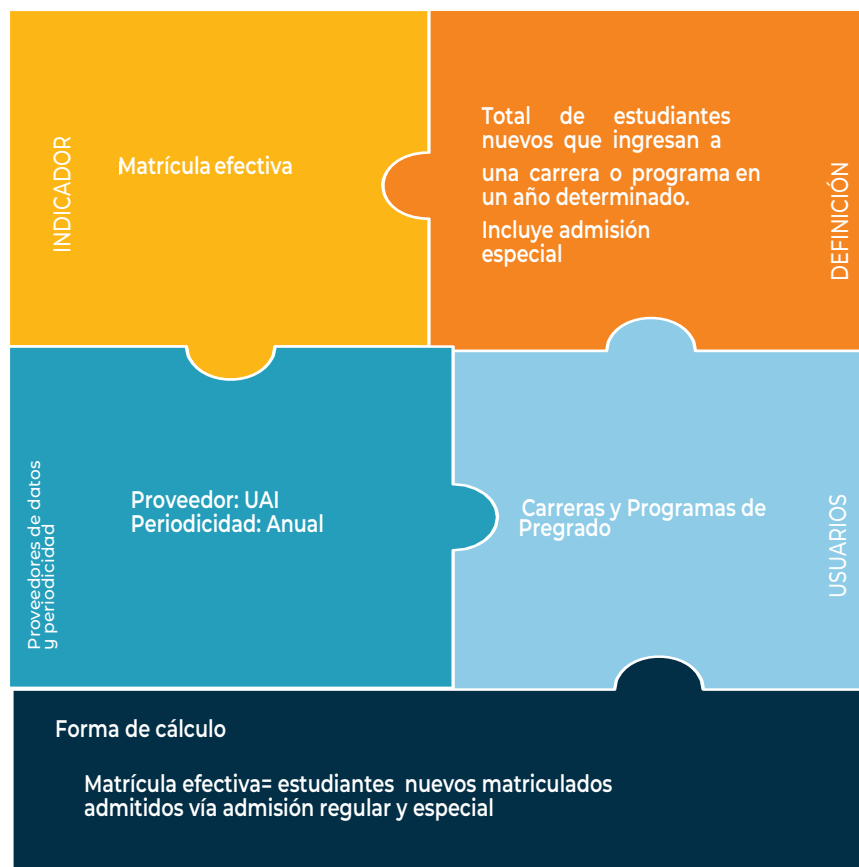 INDICADOR
Matrícula efectiva
Total de estudiantes
nuevos que ingresan a
una carrera o programa en
un año determinado.
Incluye admisión
especial
DEFINICIÓN
Proveedores de datos
y periodicidad
Proveedor: UAI
Periodicidad: Anual
Carreras y Programas de
Pregrado
USUARIOS
Forma de cálculo
Matrícula efectiva= estudiantes nuevos matriculados
admitidos vía admisión regular y especial